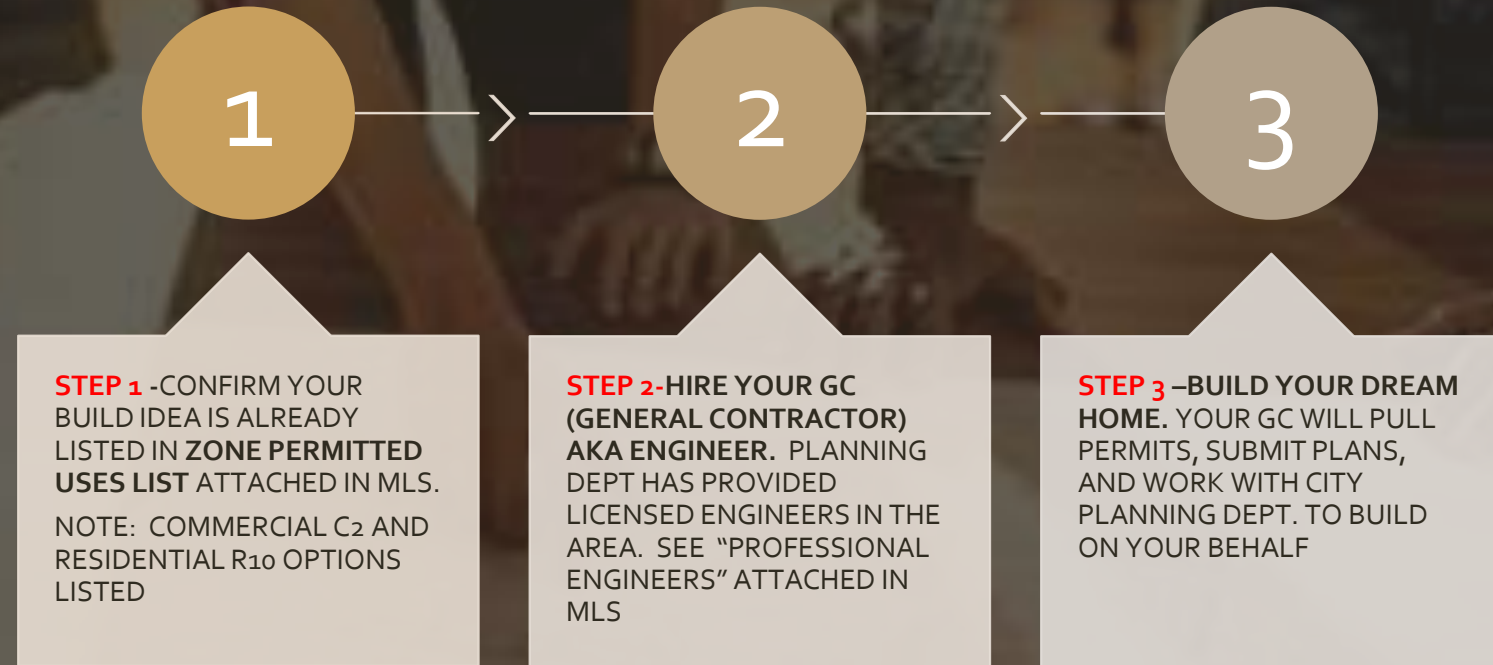 1
2
3
STEP 1 -CONFIRM YOUR
BUILD IDEA IS ALREADY
LISTED IN ZONE PERMITTED
USES LIST ATTACHED IN MLS.
NOTE: COMMERCIAL C2 AND
RESIDENTIAL R10 OPTIONS
LISTED
STEP 2-HIRE YOUR GC
(GENERAL CONTRACTOR)
AKA ENGINEER. PLANNING
DEPT HAS PROVIDED
LICENSED ENGINEERS IN THE
AREA. SEE “PROFESSIONAL
ENGINEERS” ATTACHED IN
MLS
STEP 3 –BUILD YOUR DREAM
HOME. YOUR GC WILL PULL
PERMITS, SUBMIT PLANS,
AND WORK WITH CITY
PLANNING DEPT. TO BUILD
ON YOUR BEHALF